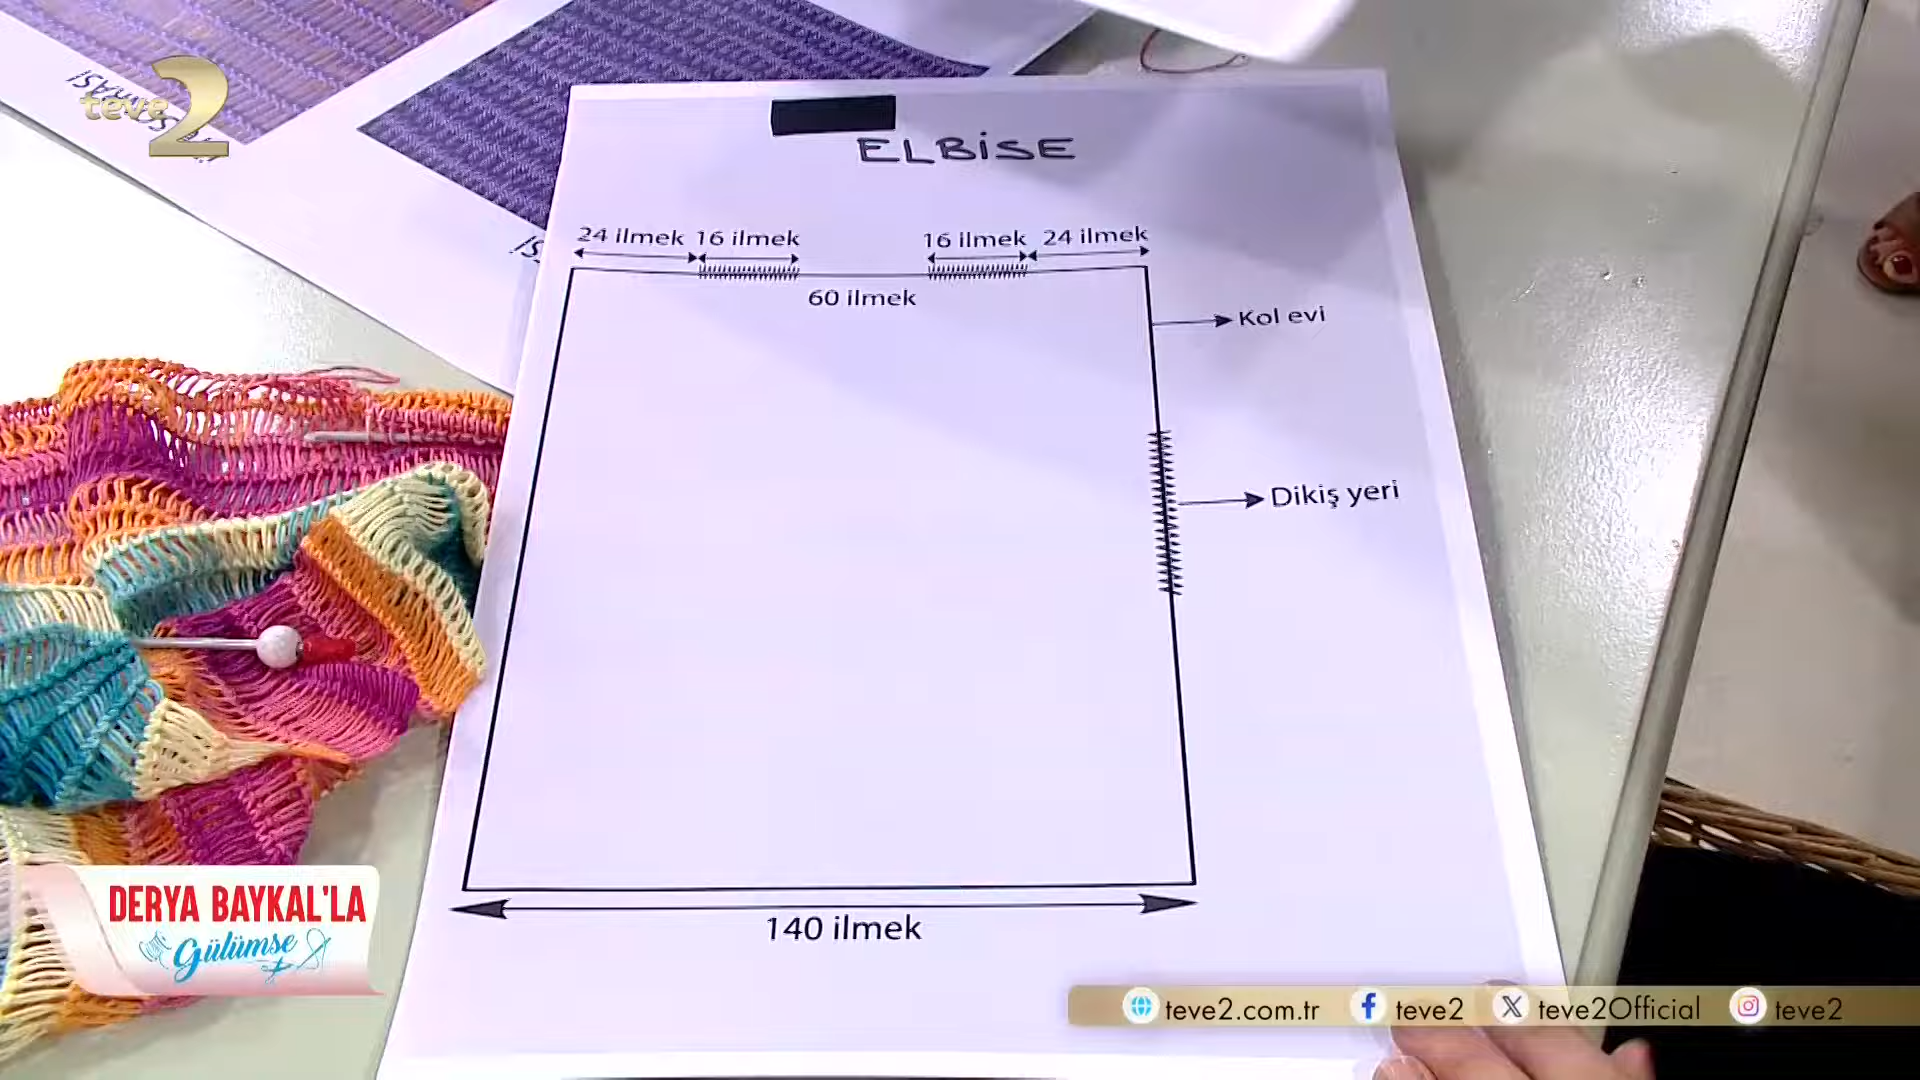 teve2
ELBİSE
24 ilmek 16 ilmek
16 ilmek 24 ilmek
60 ilmek
Kol evi
Dikiş yeri
140 ilmek
DERYA BAYKAL'LA
Gülümse
teve2.com.tr teve2 teve2Official teve2